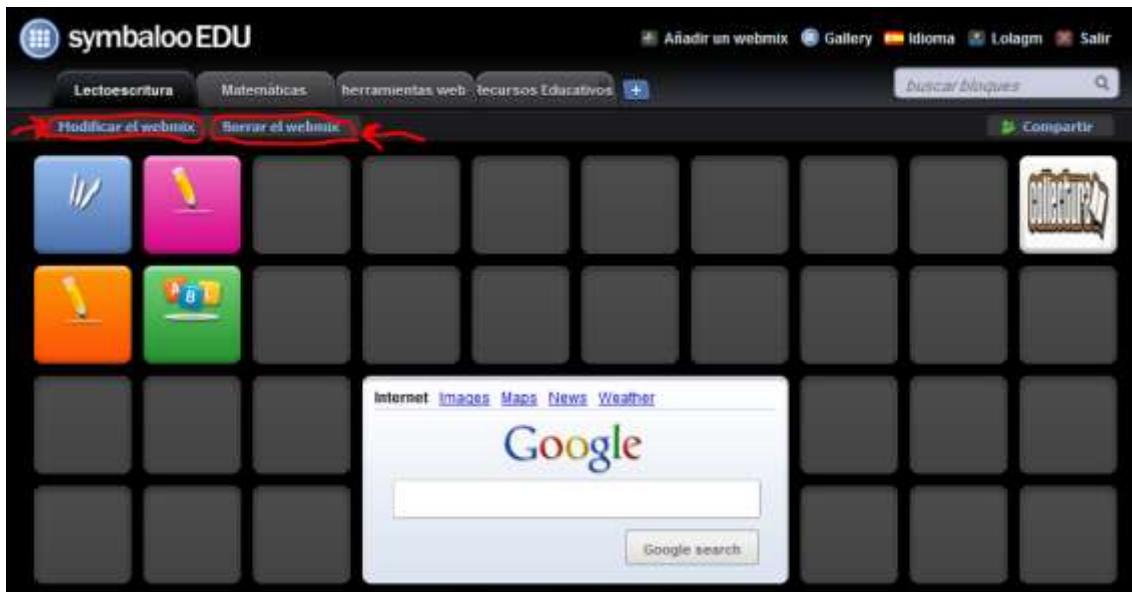 symbaloo EDU
Añadir un webmix Gallery Idioma Lolagm Salir
Lectoescritura Matemáticas herramientas web Recursos Educativos + buscar bloques
Modificar el webmix Borrar el webmix Compartir
collectura
A B C
Internet Images Maps News Weather
Google
Google search